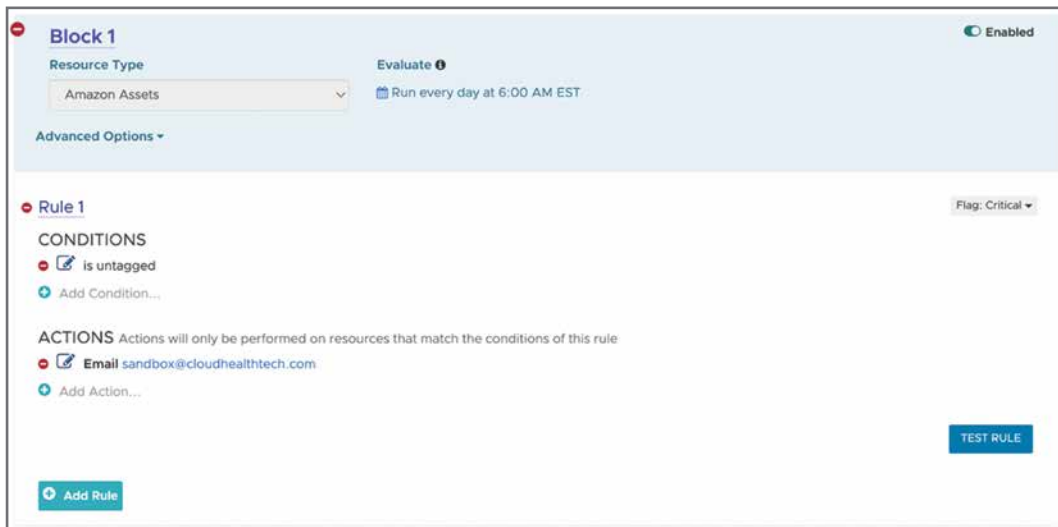 Block 1
Enabled
Resource Type
Evaluate
Amazon Assets
Run every day at 6:00 AM EST
Advanced Options
Rule 1
Flag: Critical
CONDITIONS
is untagged
Add Condition...
ACTIONS Actions will only be performed on resources that match the conditions of this rule
Email sandbox@cloudhealthtech.com
Add Action...
TEST RULE
Add Rule